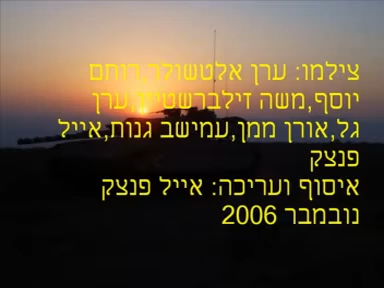 צילמו: ערן אלטשולר,רוחם
יוסף,משה זילברשטיין,ערן
גל,אורן ממן,עמישב גנות,אייל
פנצק
איסוף ועריכה: אייל פנצק
נובמבר 2006